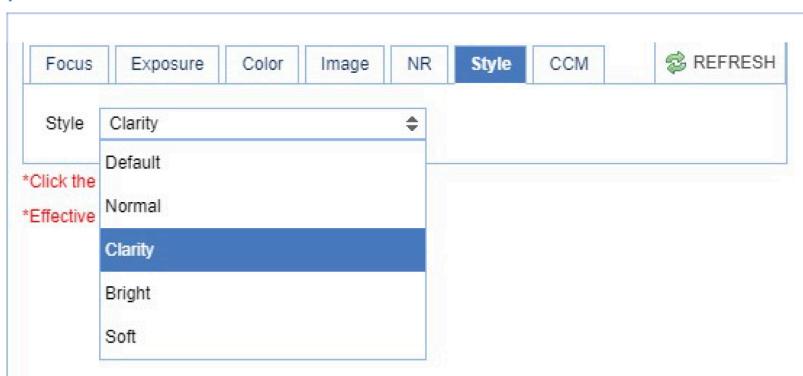 Focus Exposure Color Image NR Style CCM REFRESH
Style Clarity
Default
*Click the
Normal
*Effective
Clarity
Bright
Soft